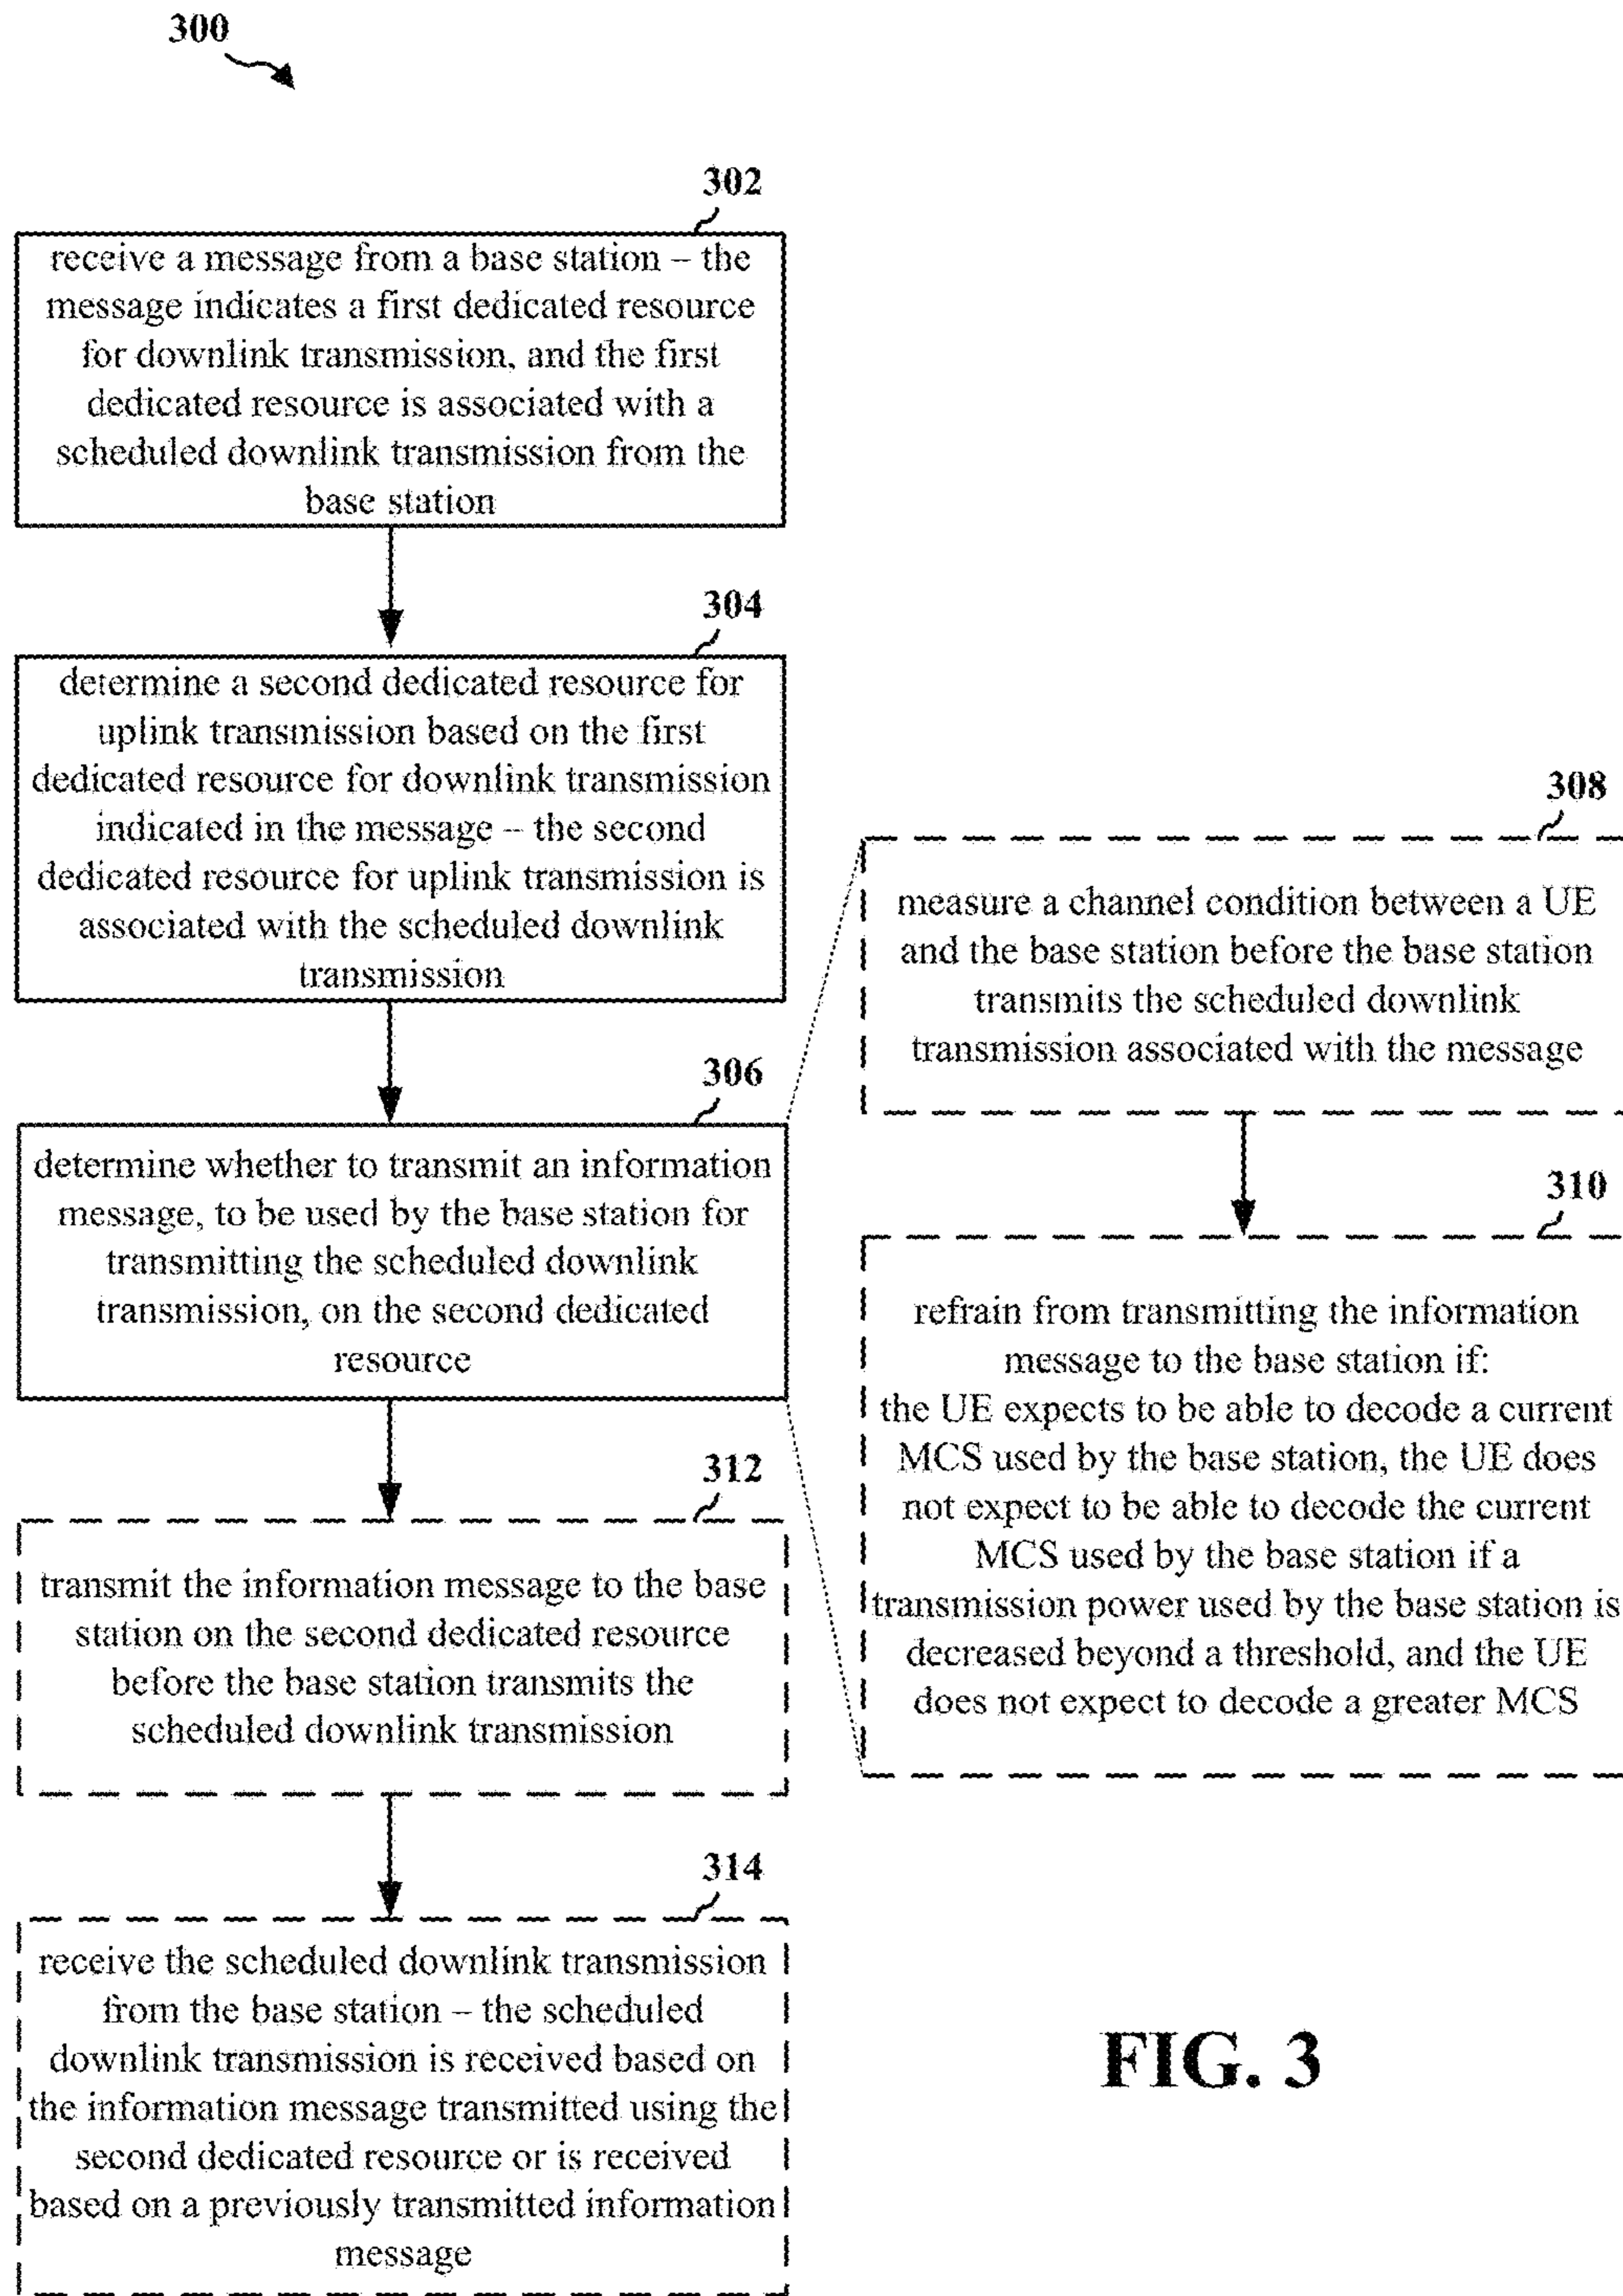 300
302
receive a message from a base station – the
message indicates a first dedicated resource
for downlink transmission, and the first
dedicated resource is associated with a
scheduled downlink transmission from the
base station
304
determine a second dedicated resource for
uplink transmission based on the first
dedicated resource for downlink transmission
indicated in the message – the second
dedicated resource for uplink transmission is
associated with the scheduled downlink
transmission
306
determine whether to transmit an information
message, to be used by the base station for
transmitting the scheduled downlink
transmission, on the second dedicated
resource
308
measure a channel condition between a UE
and the base station before the base station
transmits the scheduled downlink
transmission associated with the message
310
refrain from transmitting the information
message to the base station if:
the UE expects to be able to decode a current
MCS used by the base station, the UE does
not expect to be able to decode the current
MCS used by the base station if a
transmission power used by the base station is
decreased beyond a threshold, and the UE
does not expect to decode a greater MCS
312
transmit the information message to the base
station on the second dedicated resource
before the base station transmits the
scheduled downlink transmission
314
receive the scheduled downlink transmission
from the base station – the scheduled
downlink transmission is received based on
the information message transmitted using the
second dedicated resource or is received
based on a previously transmitted information
message
FIG. 3